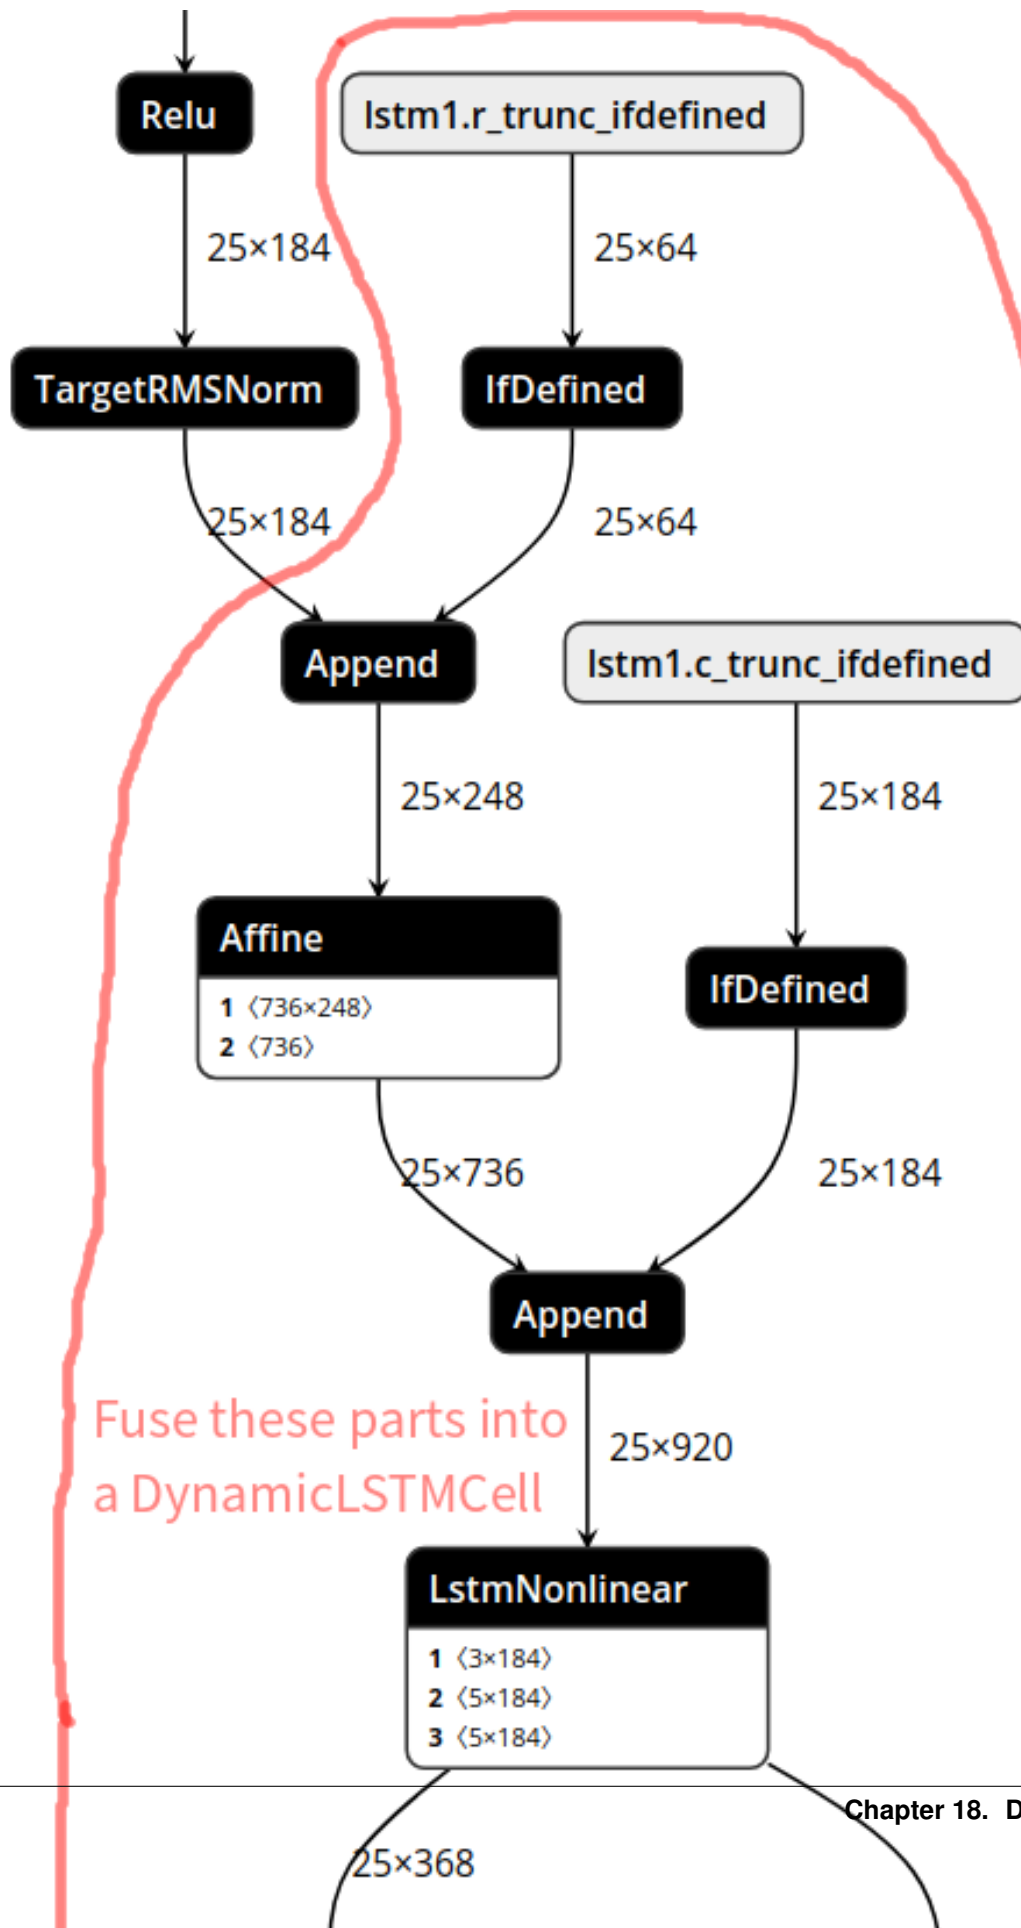 Relu
lstm1.r_trunc_ifdefined
25×184
25×64
TargetRMSNorm
IfDefined
25×184
25×64
Append
lstm1.c_trunc_ifdefined
25×248
25×184
Affine
1 〈736×248〉
2 〈736〉
IfDefined
25×736
25×184
Append
Fuse these parts into
a DynamicLSTMCell
25×920
LstmNonlinear
1 〈3×184〉
2 〈5×184〉
3 〈5×184〉
Chapter 18. D
25×368